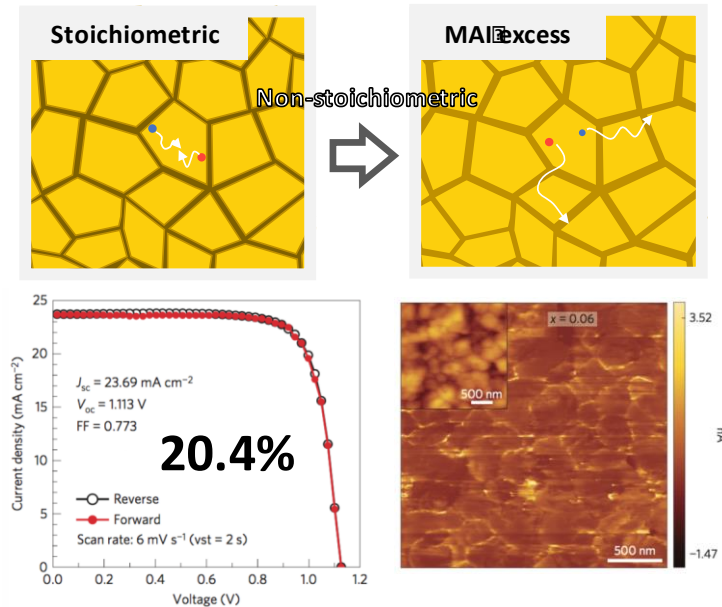 Stoichiometric
MAI excess
Non-stoichiometric
25
20
15
10
5
0
Current density (mA cm⁻²)
Jsc = 23.69 mA cm⁻²
Voc = 1.113 V
FF = 0.773
20.4%
Reverse
Forward
Scan rate: 6 mV s⁻¹ (vst = 2 s)
0.0 0.2 0.4 0.6 0.8 1.0 1.2
Voltage (V)
x = 0.06
500 nm
500 nm
3.52
−1.47